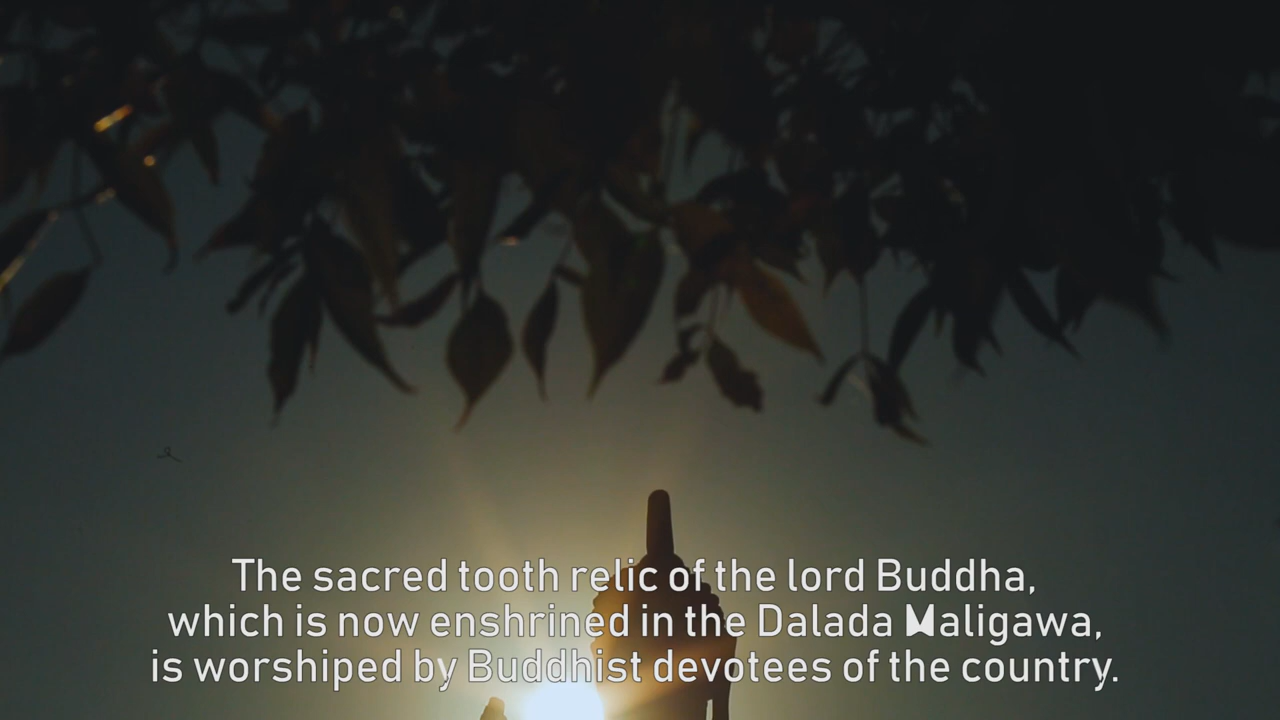 The sacred tooth relic of the lord Buddha,
which is now enshrined in the Dalada Maligawa,
is worshiped by Buddhist devotees of the country.